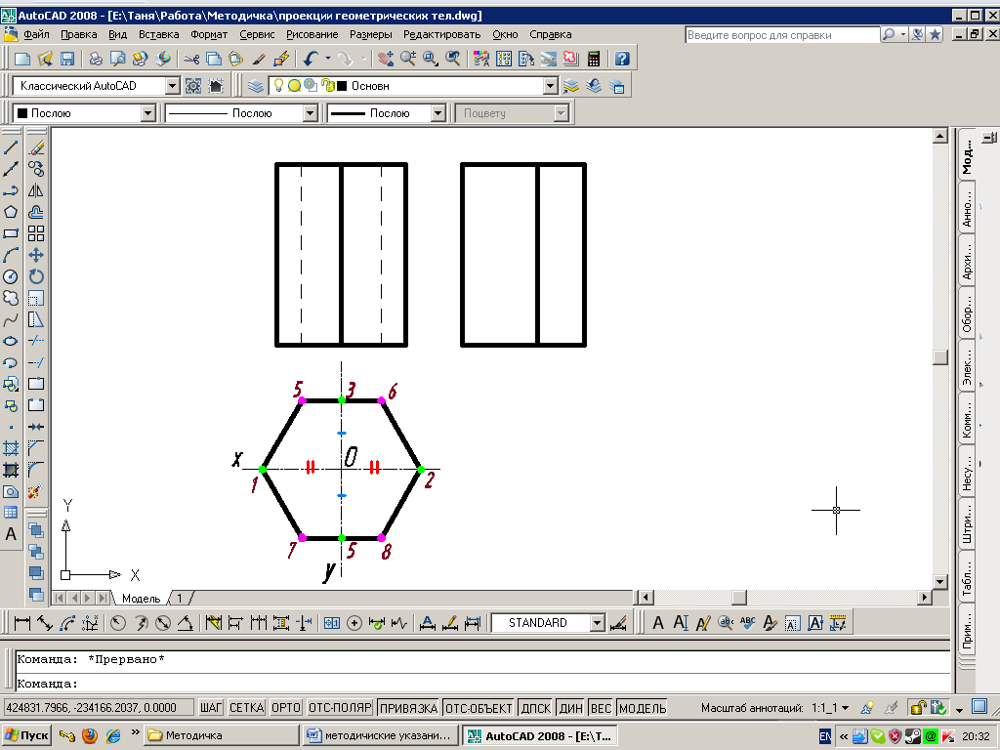 AutoCAD 2008 - [E:\Таня\Работа\Методичка\проекции геометрических тел.dwg]
Файл Правка Вид Вставка Формат Сервис Рисование Размеры Редактировать Окно Справка Введите вопрос для справки
Классический AutoCAD Основн
Послою Послою Послою Поцвету
Мод...
Анно...
Архи...
Обор...
Элек...
Комм...
Несу...
Штри...
Табл...
Прим...
5 3 6
x O
1 2
7 5 8
y
Y
X
Модель 1
STANDARD
Команда: *Прервано*
Команда:
424831.7966, -234166.2037, 0.0000 ШАГ СЕТКА ОРТО ОТС-ПОЛЯР ПРИВЯЗКА ОТС-ОБЪЕКТ ДПСК ДИН ВЕС МОДЕЛЬ Масштаб аннотаций: 1:1_1
Пуск Методичка методичиские указани... AutoCAD 2008 - [E:\Т... EN 20:32